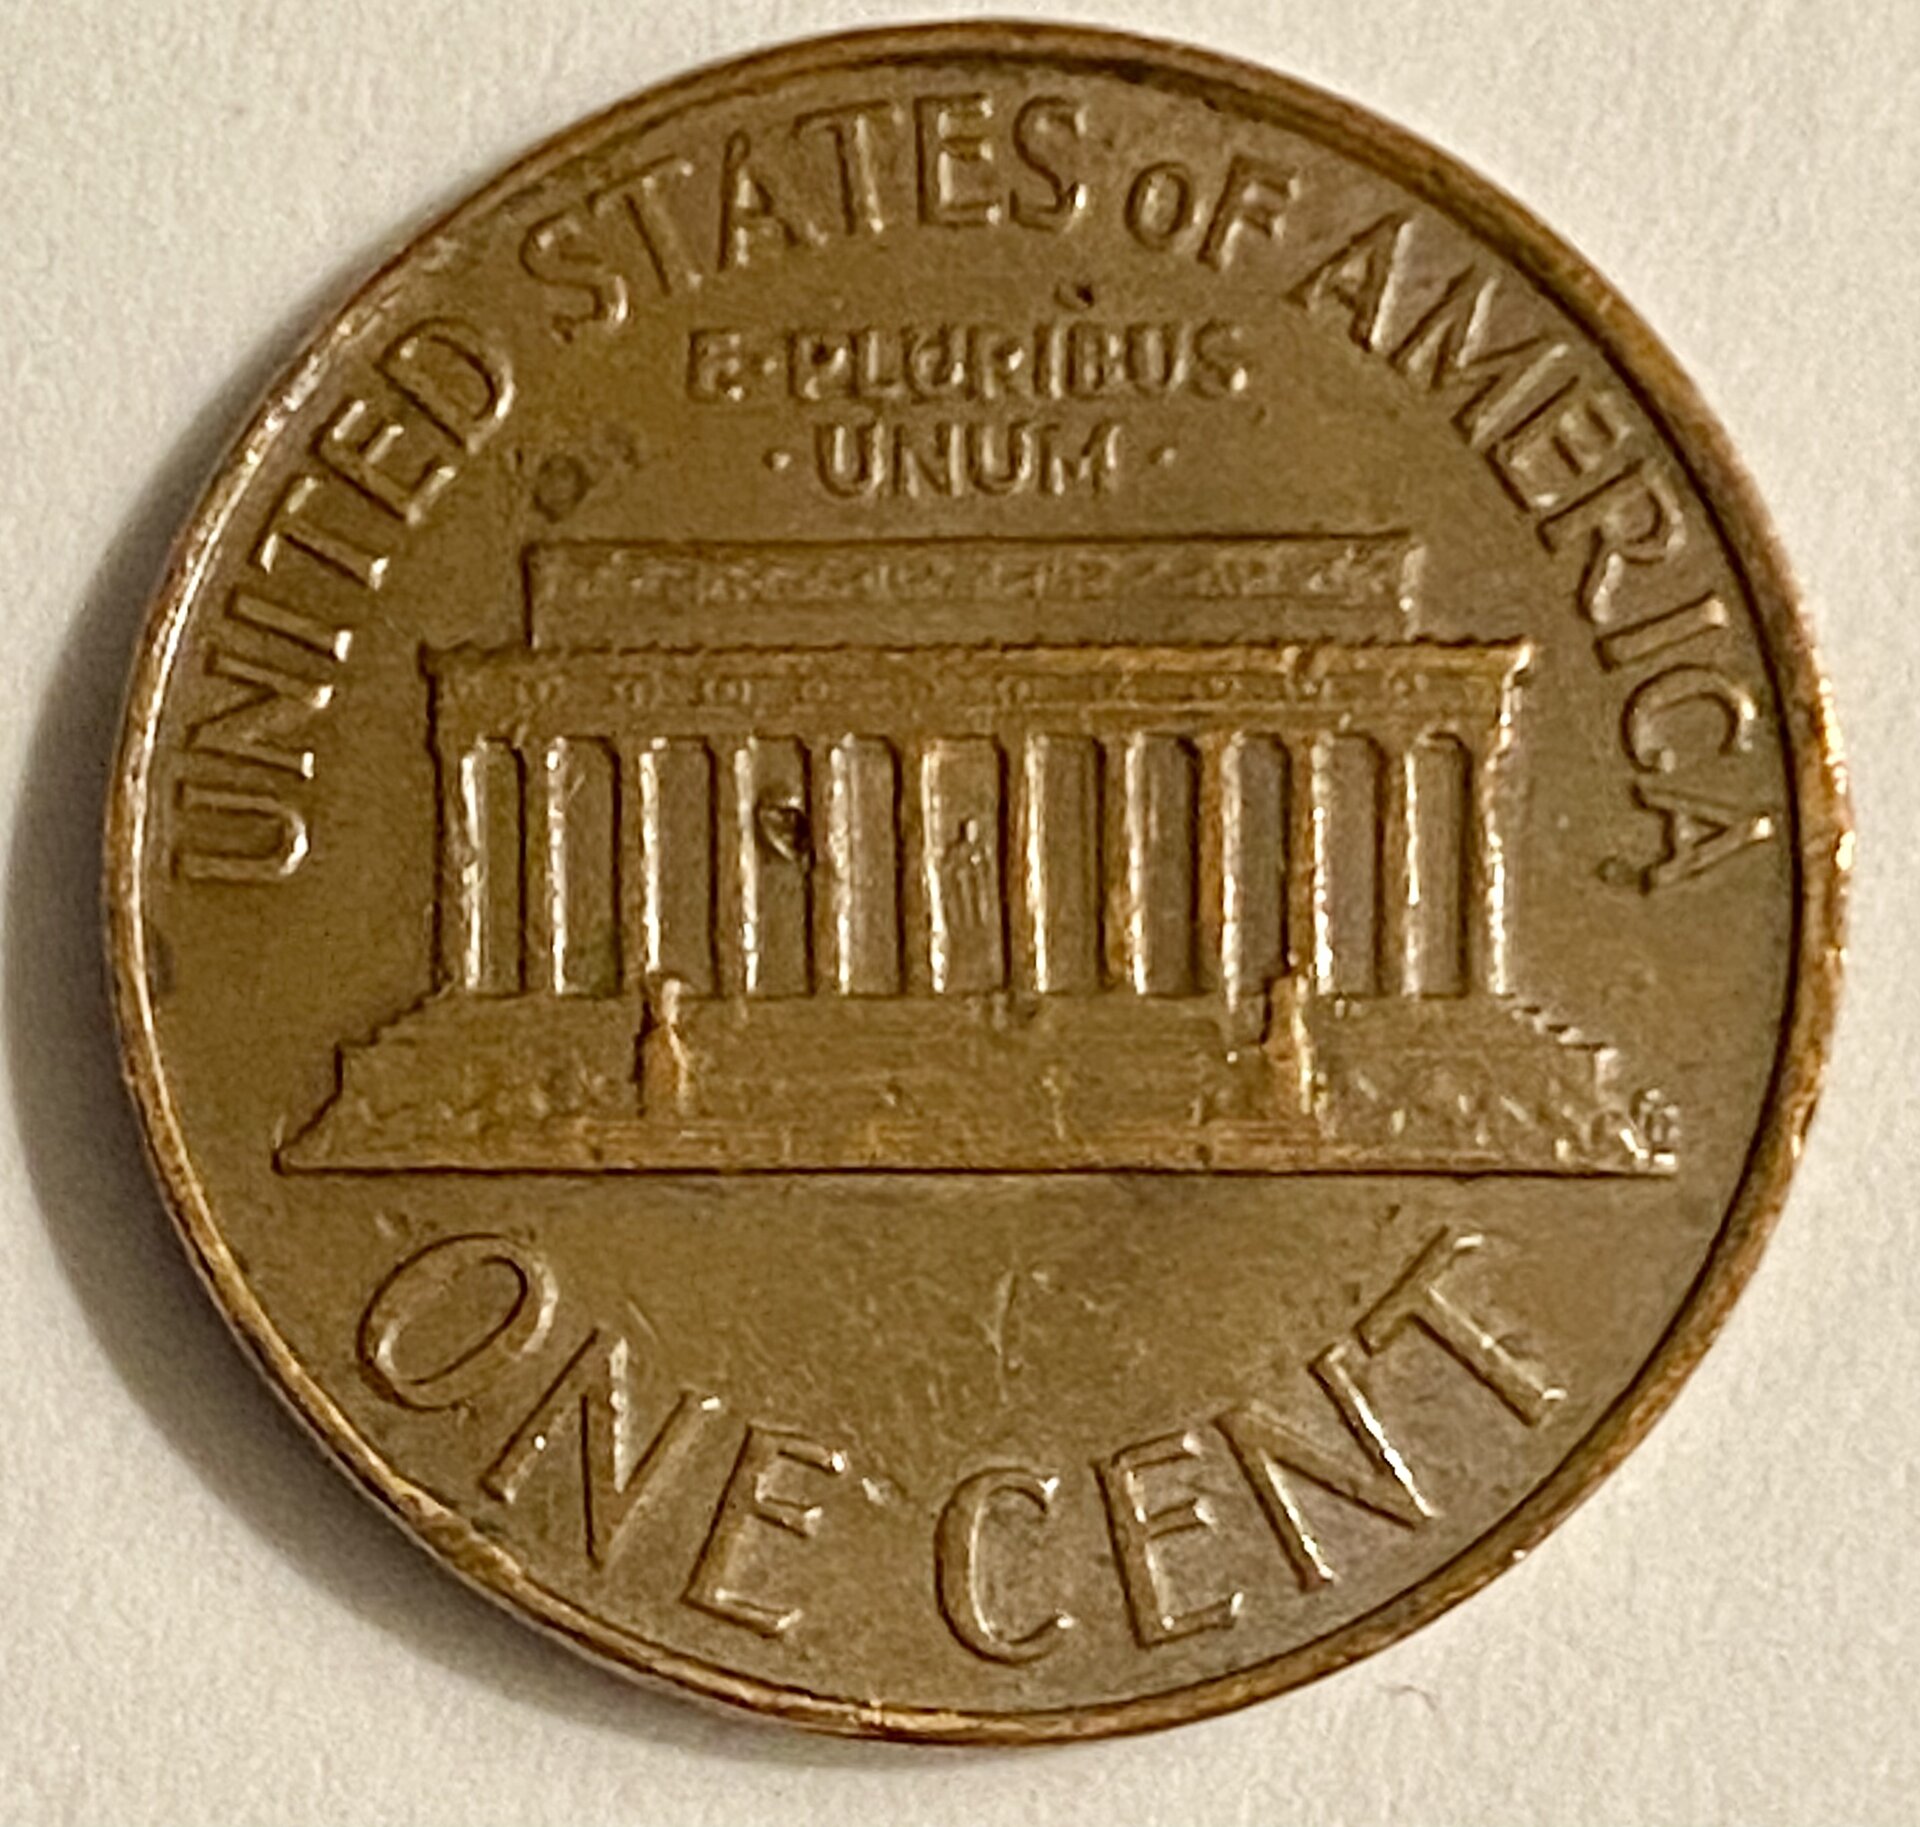 UNITED STATES OF AMERICA
E·PLURIBUS
·UNUM·
ONE CENT